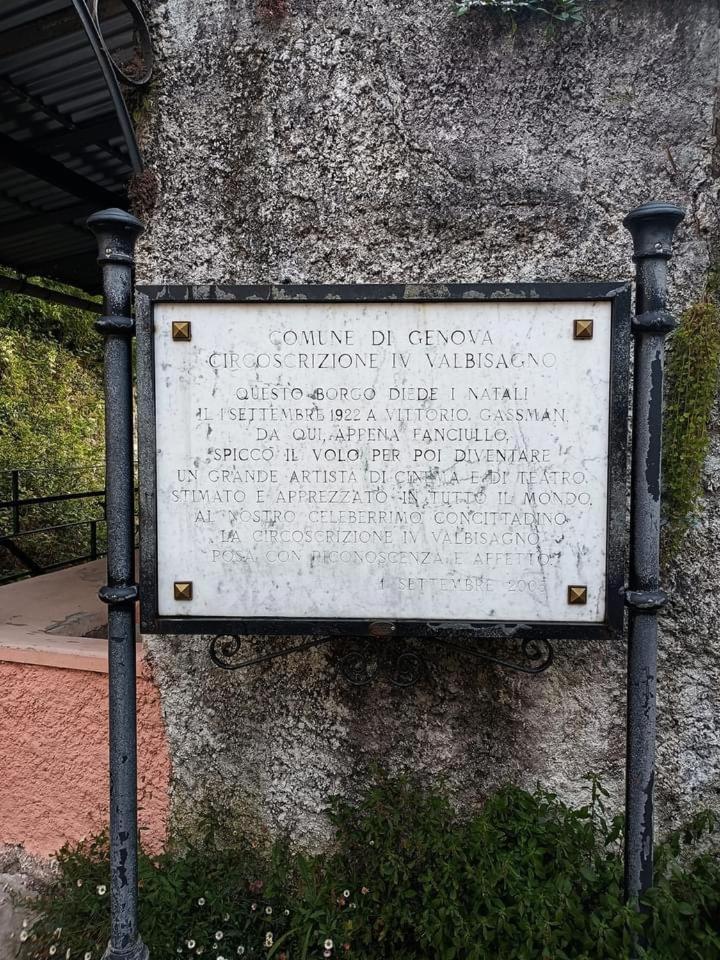 COMUNE DI GENOVA
CIRCOSCRIZIONE IV VALBISAGNO
QUESTO BORGO DIEDE I NATALI
IL 1 SETTEMBRE 1922 A VITTORIO GASSMAN,
DA QUI, APPENA FANCIULLO,
SPICCÒ IL VOLO PER POI DIVENTARE
UN GRANDE ARTISTA DI CINEMA E DI TEATRO.
STIMATO E APPREZZATO IN TUTTO IL MONDO,
AL NOSTRO CELEBERRIMO CONCITTADINO
LA CIRCOSCRIZIONE IV VALBISAGNO
POSA CON RICONOSCENZA E AFFETTO.
1 SETTEMBRE